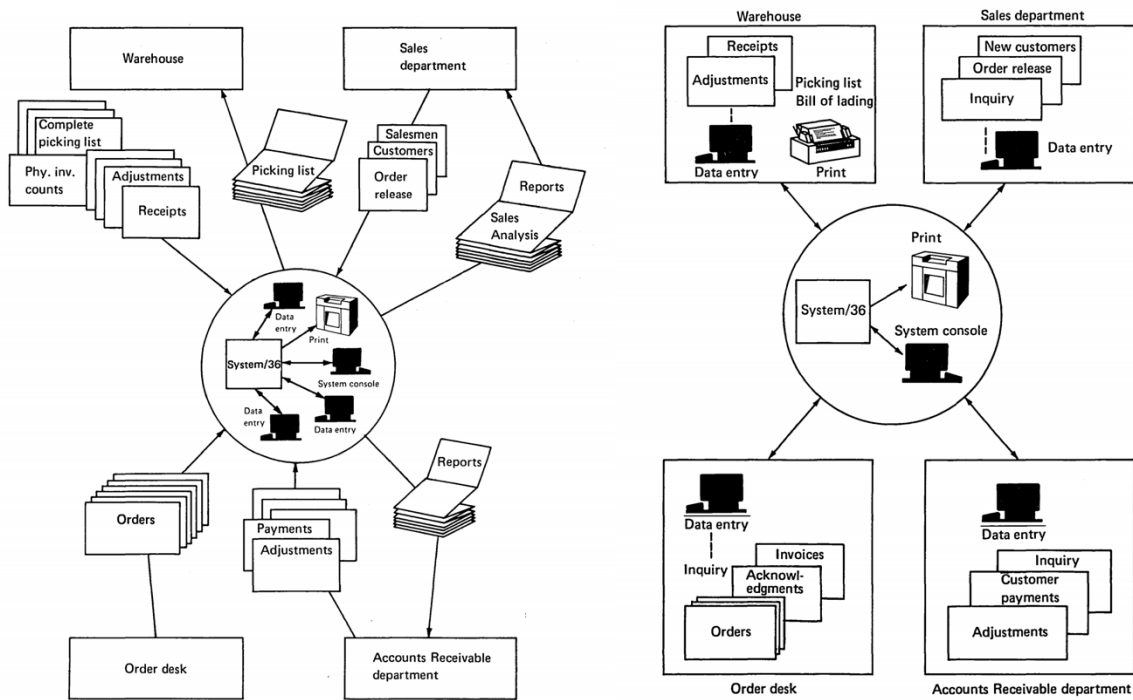 Warehouse
Sales
department
Complete
picking list
Phy. inv.
counts
Adjustments
Receipts
Picking list
Salesmen
Customers
Order
release
Reports
Sales
Analysis
Data
entry
Print
System/36
System console
Data
entry
Data entry
Orders
Payments
Adjustments
Reports
Order desk
Accounts Receivable
department
Warehouse
Receipts
Adjustments
Picking list
Bill of lading
Data entry
Print
Sales department
New customers
Order release
Inquiry
Data entry
Print
System/36
System console
Data entry
Inquiry
Invoices
Acknowl-
edgments
Orders
Order desk
Data entry
Inquiry
Customer
payments
Adjustments
Accounts Receivable department